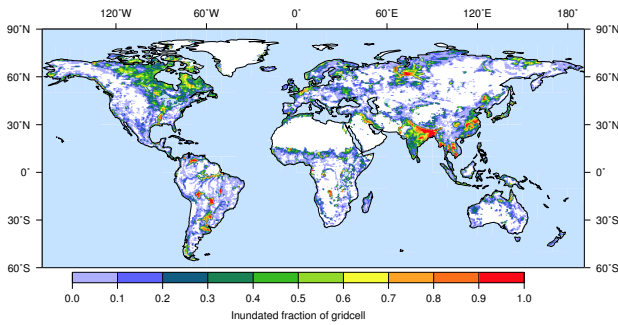 120˚W 60˚W 0˚ 60˚E 120˚E 180˚
90˚N 90˚N
60˚N 60˚N
30˚N 30˚N
0˚ 0˚
30˚S 30˚S
60˚S 60˚S
0.0 0.1 0.2 0.3 0.4 0.5 0.6 0.7 0.8 0.9 1.0
Inundated fraction of gridcell